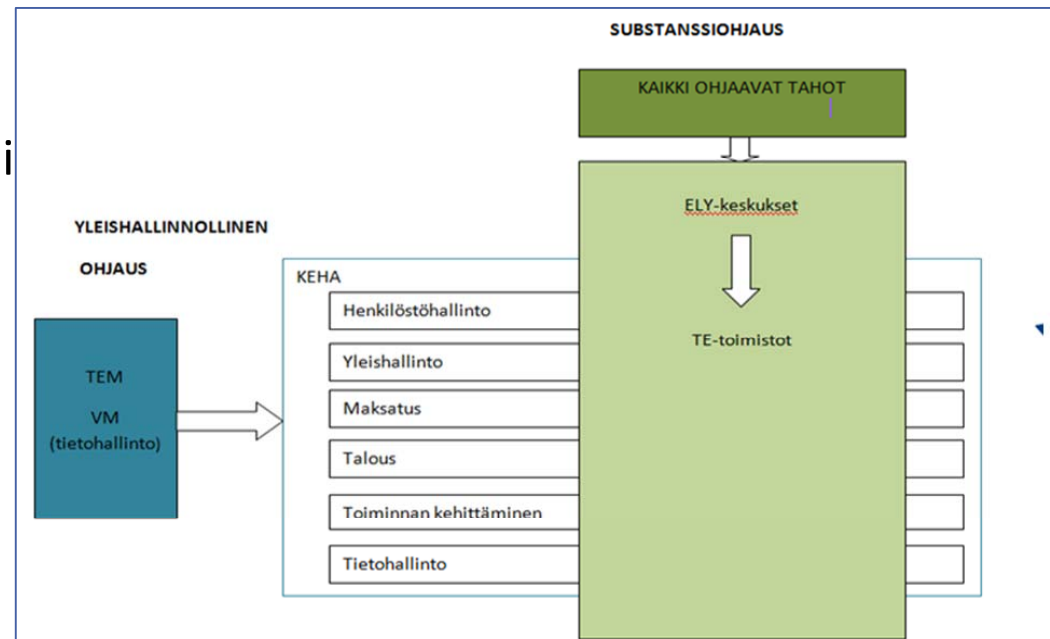 SUBSTANSSIOHJAUS
KAIKKI OHJAAVAT TAHOT
i
ELY-keskukset
YLEISHALLINNOLLINEN
OHJAUS
KEHA
Henkilöstöhallinto
TE-toimistot
Yleishallinto
TEM
Maksatus
VM
(tietohallinto)
Talous
Toiminnan kehittäminen
Tietohallinto